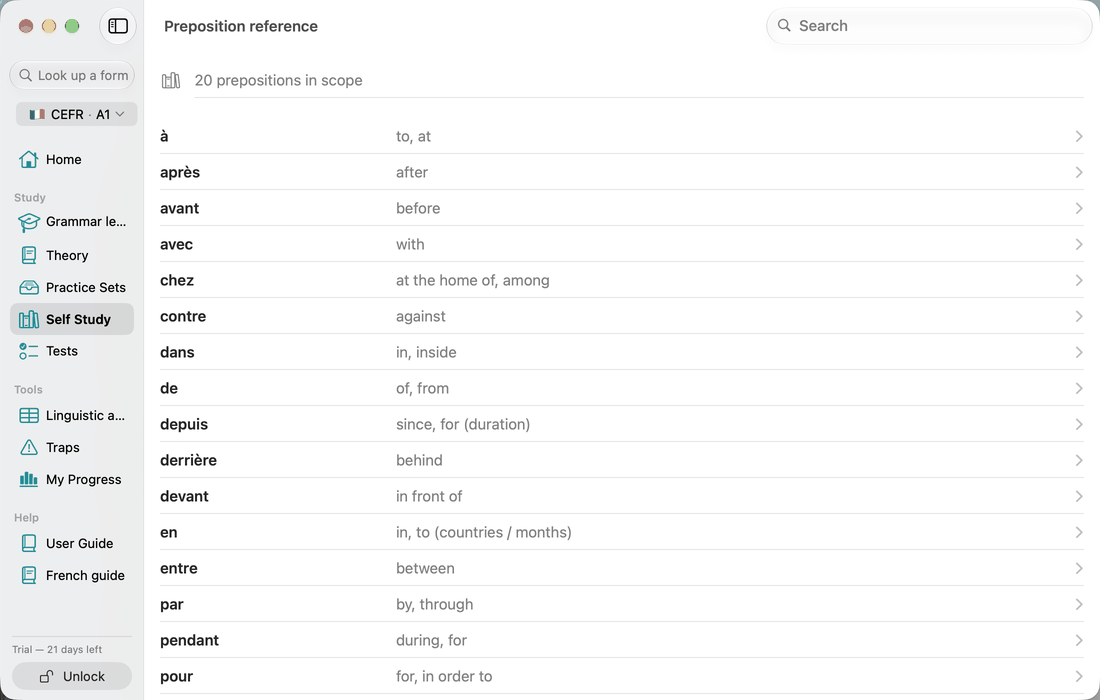 Preposition reference
Search
Look up a form
CEFR · A1
Home
Study
Grammar le...
Theory
Practice Sets
Self Study
Tests
Tools
Linguistic a...
Traps
My Progress
Help
User Guide
French guide
Trial — 21 days left
Unlock
20 prepositions in scope
à to, at
après after
avant before
avec with
chez at the home of, among
contre against
dans in, inside
de of, from
depuis since, for (duration)
derrière behind
devant in front of
en in, to (countries / months)
entre between
par by, through
pendant during, for
pour for, in order to